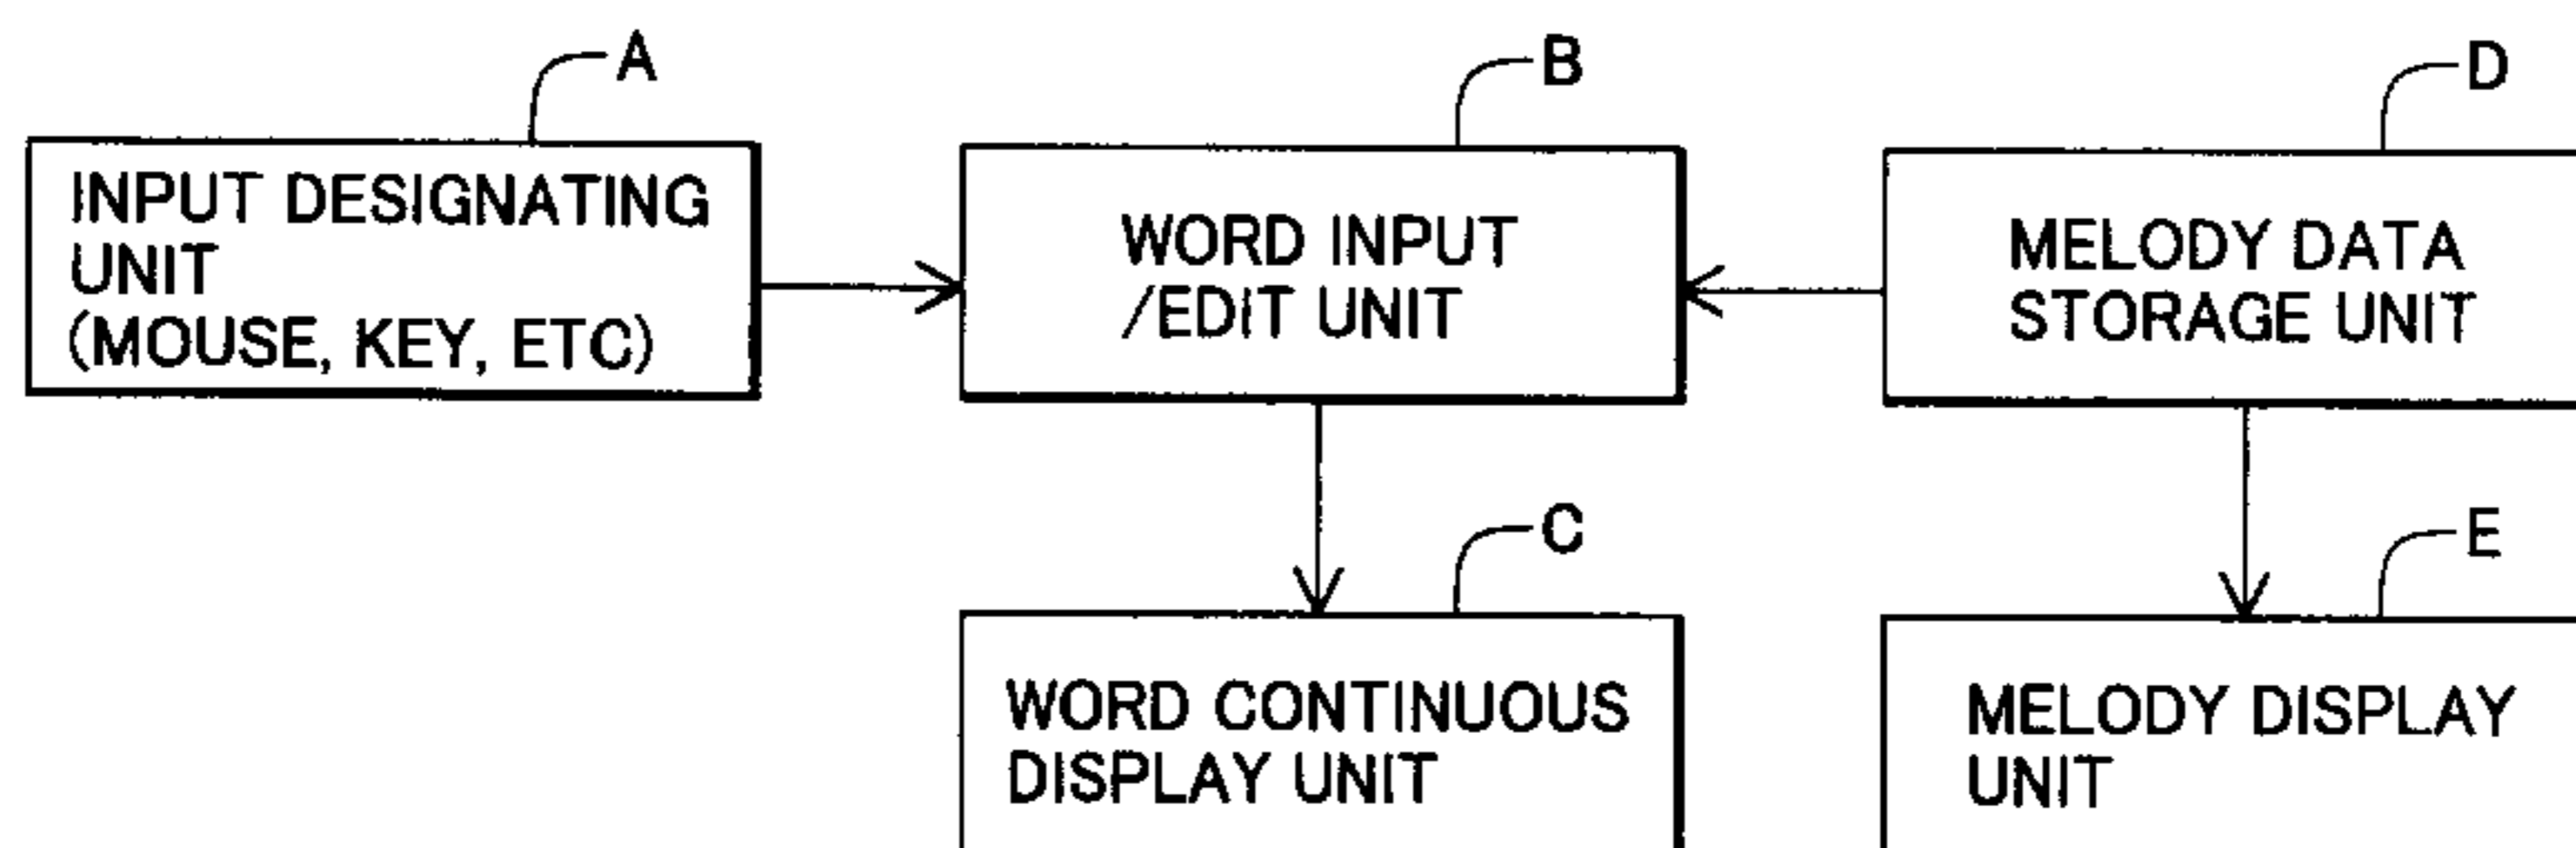 A
INPUT DESIGNATING
UNIT
(MOUSE, KEY, ETC)
B
WORD INPUT
/EDIT UNIT
D
MELODY DATA
STORAGE UNIT
C
WORD CONTINUOUS
DISPLAY UNIT
E
MELODY DISPLAY
UNIT